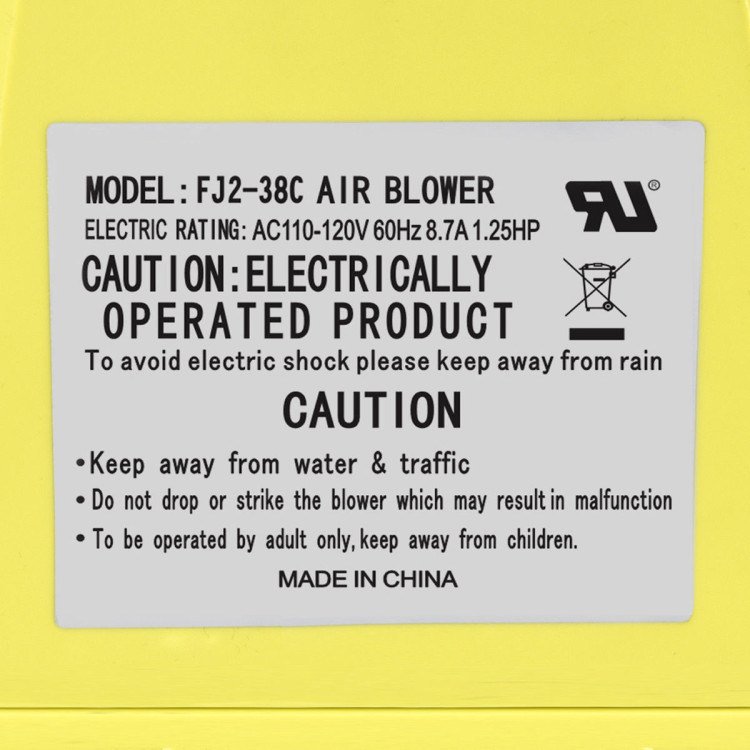 MODEL: FJ2-38C AIR BLOWER
ELECTRIC RATING: AC110-120V 60Hz 8.7A 1.25HP
CAUTION: ELECTRICALLY
OPERATED PRODUCT
To avoid electric shock please keep away from rain
CAUTION
•Keep away from water & traffic
• Do not drop or strike the blower which may result in malfunction
• To be operated by adult only, keep away from children.
MADE IN CHINA